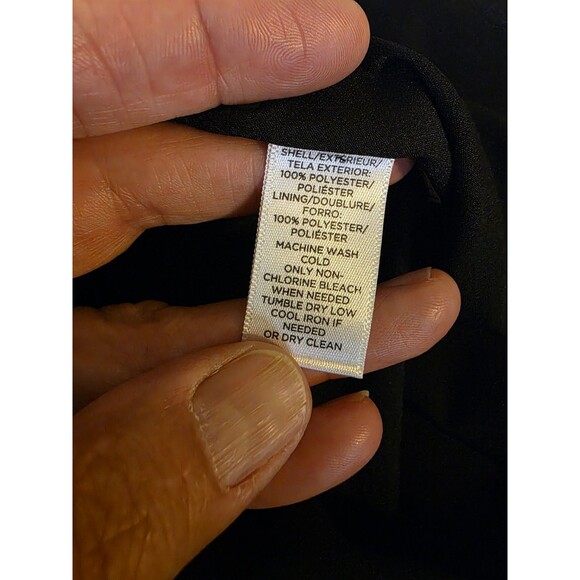 SHELL/EXTÉRIEUR/
TELA EXTERIOR:
100% POLYESTER/
POLIÉSTER
LINING/DOUBLURE/
FORRO:
100% POLYESTER/
POLIÉSTER
MACHINE WASH
COLD
ONLY NON-
CHLORINE BLEACH
WHEN NEEDED
TUMBLE DRY LOW
COOL IRON IF
NEEDED
OR DRY CLEAN